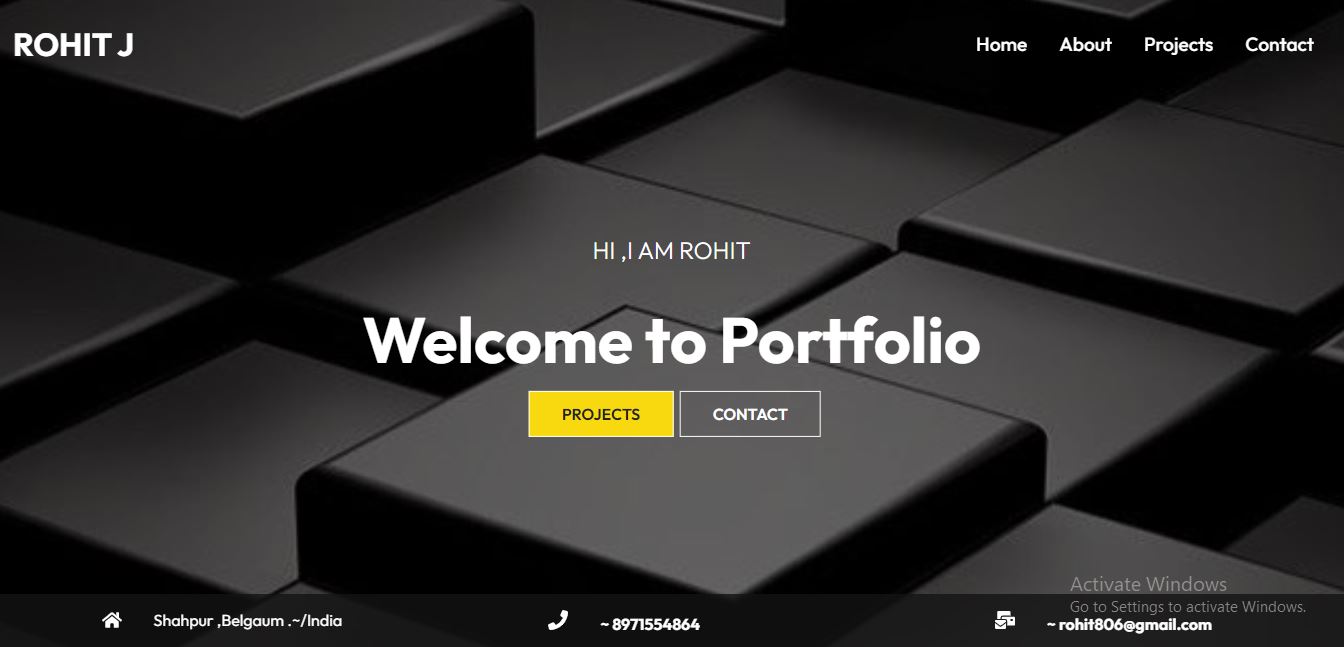 ROHIT J
Home About Projects Contact
HI ,I AM ROHIT
Welcome to Portfolio
PROJECTS CONTACT
Activate Windows
Go to Settings to activate Windows.
Shahpur ,Belgaum .~/India
~ 8971554864
~ rohit806@gmail.com